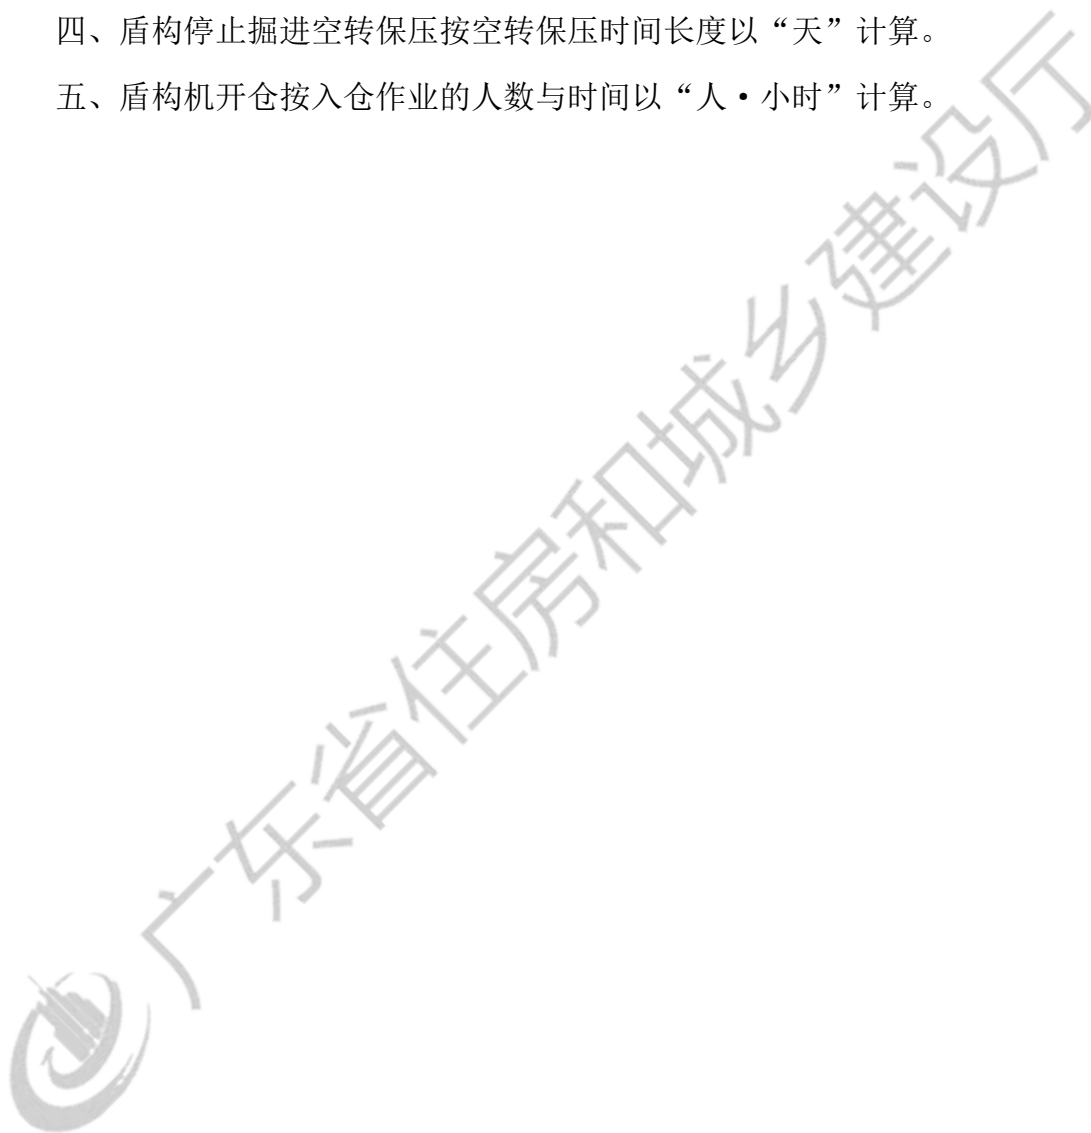 四、盾构停止掘进空转保压按空转保压时间长度以“天”计算。
五、盾构机开仓按入仓作业的人数与时间以“人•小时”计算。
广东省住房和城乡建设厅